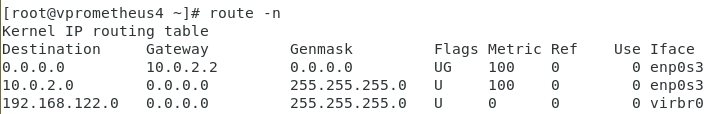 [root@vprometheus4 ~]# route -n
Kernel IP routing table
Destination     Gateway         Genmask         Flags Metric Ref    Use Iface
0.0.0.0         10.0.2.2        0.0.0.0         UG    100    0        0 enp0s3
10.0.2.0        0.0.0.0         255.255.255.0   U     100    0        0 enp0s3
192.168.122.0   0.0.0.0         255.255.255.0   U     0      0        0 virbr0